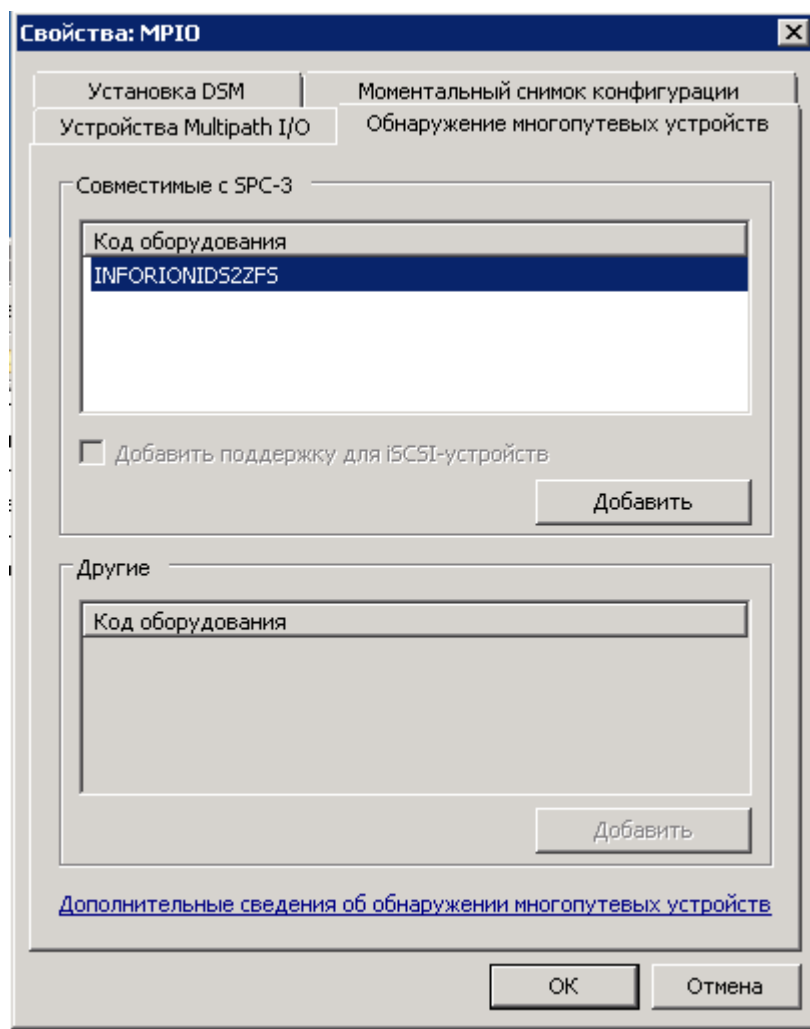 Свойства: MPIO
Установка DSM
Моментальный снимок конфигурации
Устройства Multipath I/O
Обнаружение многопутевых устройств
Совместимые с SPC-3
Код оборудования
INFORIONIDS2ZFS
Добавить поддержку для iSCSI-устройств
Добавить
Другие
Код оборудования
Добавить
Дополнительные сведения об обнаружении многопутевых устройств
ОК
Отмена